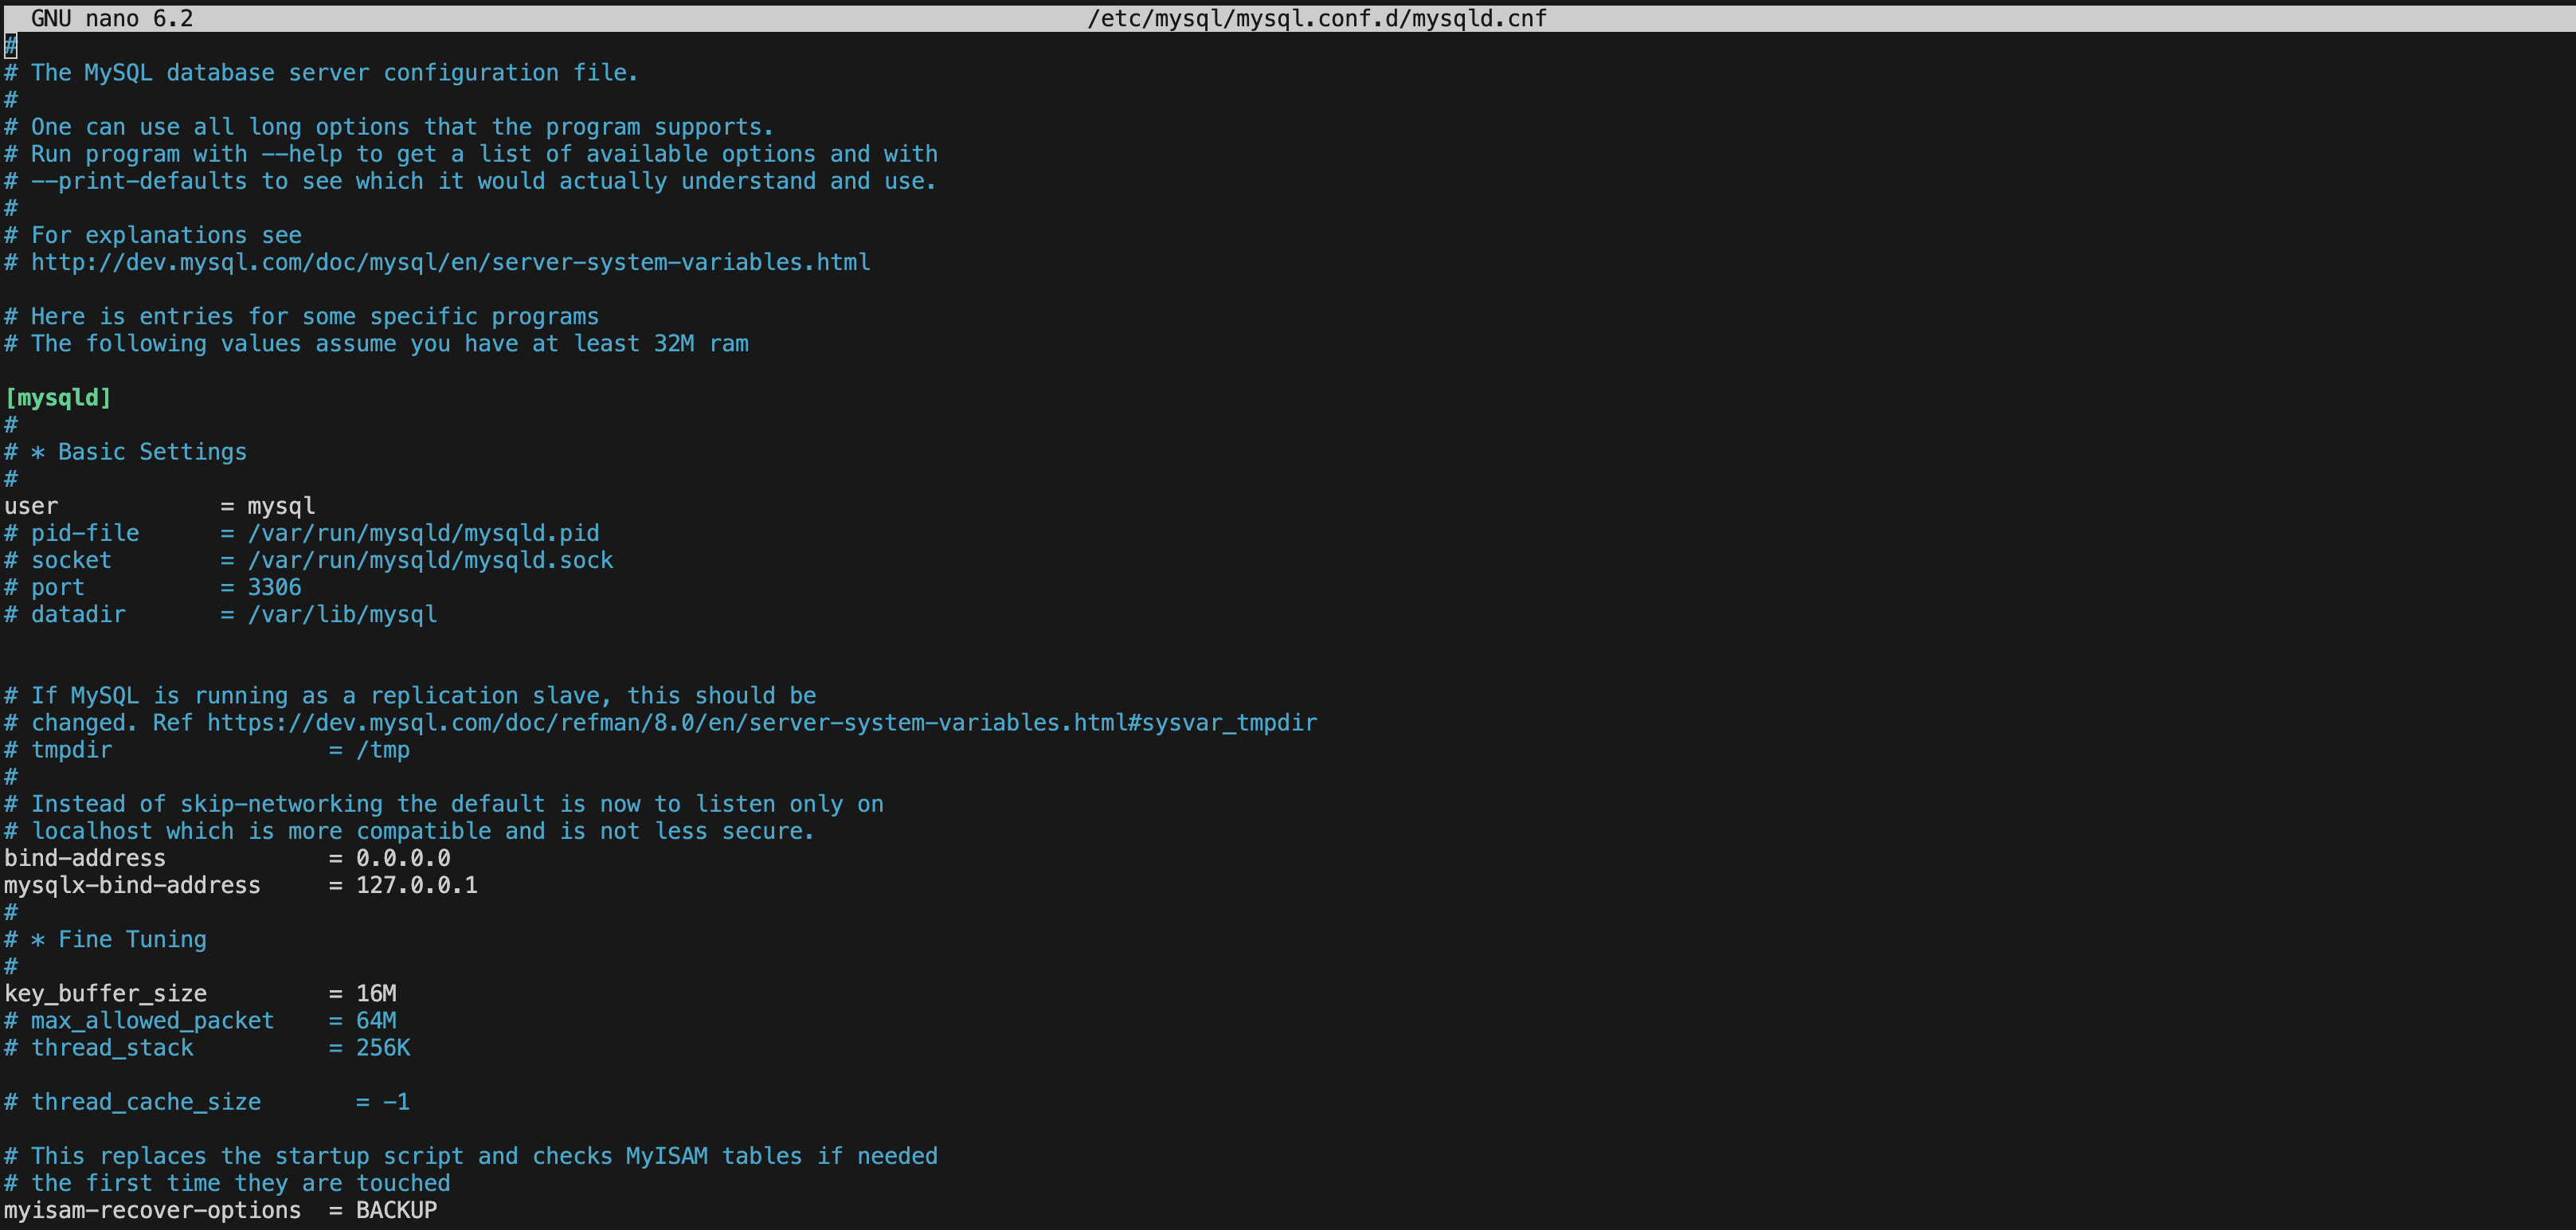 GNU nano 6.2 /etc/mysql/mysql.conf.d/mysqld.cnf
#
# The MySQL database server configuration file.
#
# One can use all long options that the program supports.
# Run program with --help to get a list of available options and with
# --print-defaults to see which it would actually understand and use.
#
# For explanations see
# http://dev.mysql.com/doc/mysql/en/server-system-variables.html
# Here is entries for some specific programs
# The following values assume you have at least 32M ram
[mysqld]
#
# * Basic Settings
#
user = mysql
# pid-file = /var/run/mysqld/mysqld.pid
# socket = /var/run/mysqld/mysqld.sock
# port = 3306
# datadir = /var/lib/mysql
# If MySQL is running as a replication slave, this should be
# changed. Ref https://dev.mysql.com/doc/refman/8.0/en/server-system-variables.html#sysvar_tmpdir
# tmpdir = /tmp
#
# Instead of skip-networking the default is now to listen only on
# localhost which is more compatible and is not less secure.
bind-address = 0.0.0.0
mysqlx-bind-address = 127.0.0.1
#
# * Fine Tuning
#
key_buffer_size = 16M
# max_allowed_packet = 64M
# thread_stack = 256K
# thread_cache_size = -1
# This replaces the startup script and checks MyISAM tables if needed
# the first time they are touched
myisam-recover-options = BACKUP